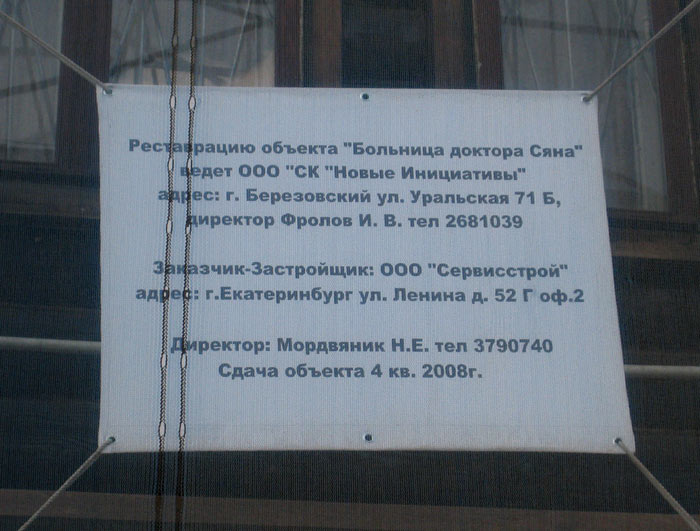 Реставрацию объекта "Больница доктора Сяна"
ведет ООО "СК "Новые Инициативы"
адрес: г. Березовский ул. Уральская 71 Б,
директор Фролов И. В. тел 2681039
Заказчик-Застройщик: ООО "Сервисстрой"
адрес: г.Екатеринбург ул. Ленина д. 52 Г оф.2
Директор: Мордвяник Н.Е. тел 3790740
Сдача объекта 4 кв. 2008г.